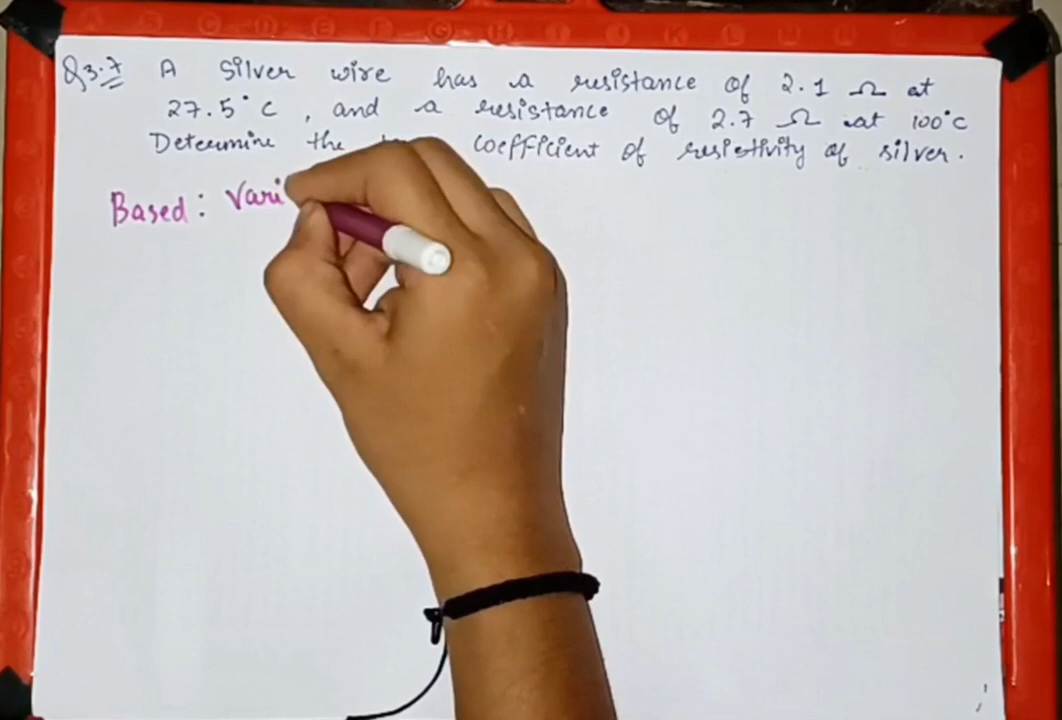 Q3.7 A Silver wire has a resistance of 2.1 Ω at
27.5°C, and a resistance of 2.7 Ω at 100°C
Determine the coefficient of resistivity of silver.
Based: Vari